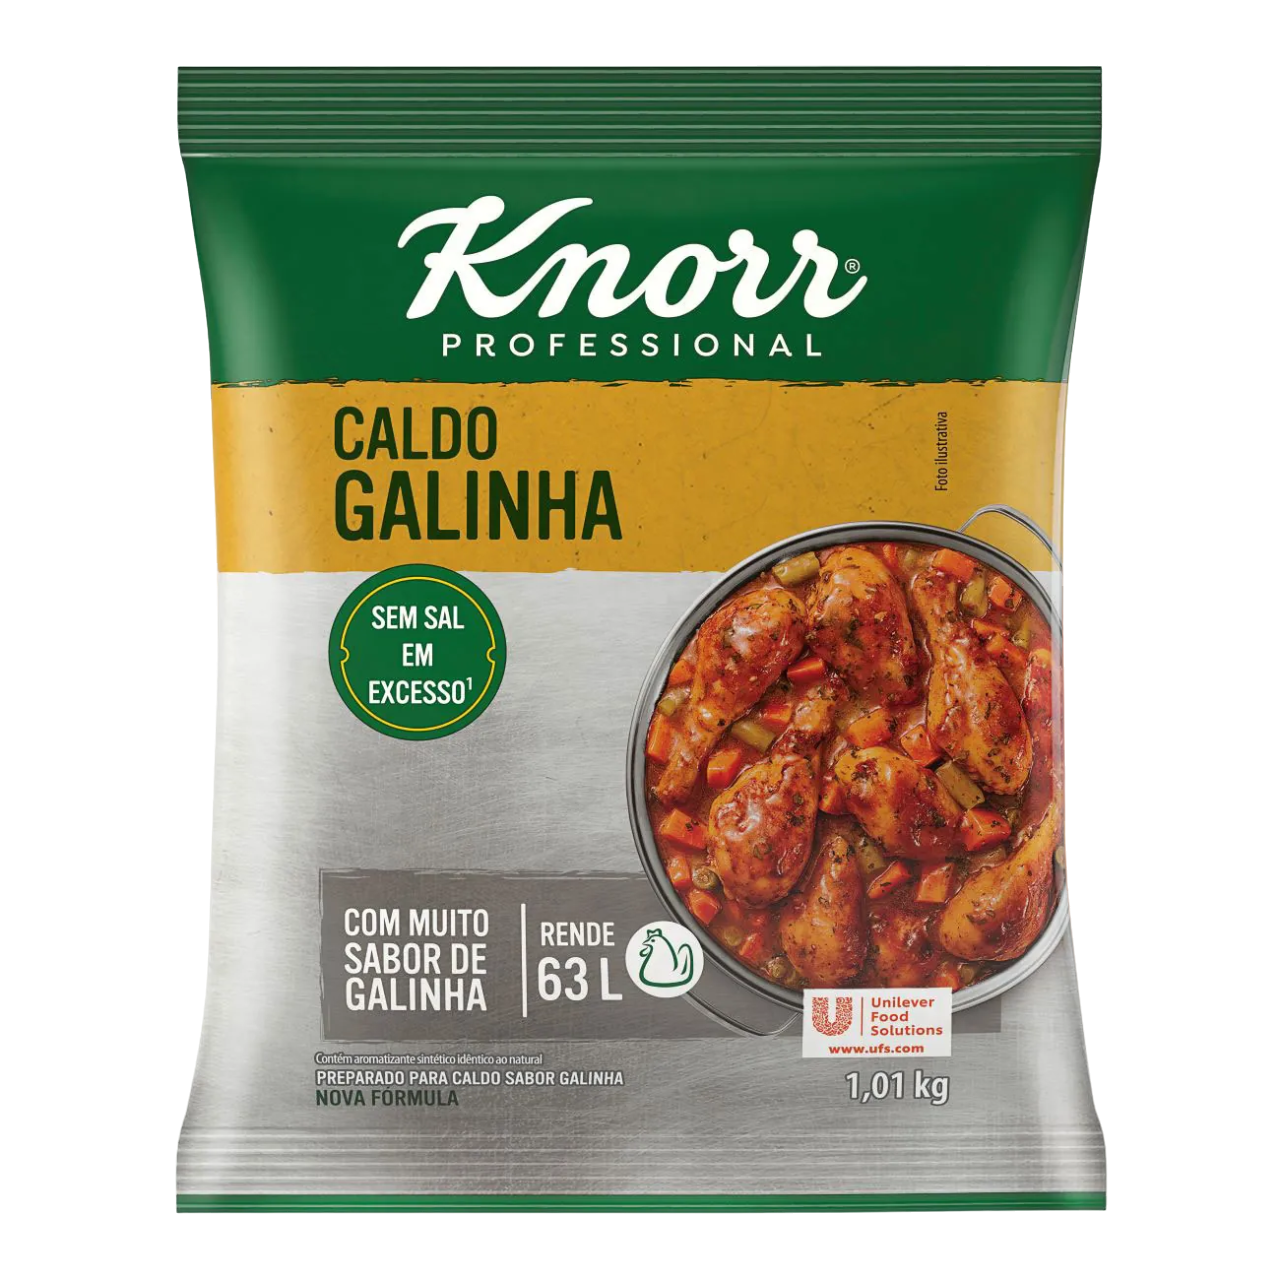 Knorr®
PROFESSIONAL
CALDO
GALINHA
Foto ilustrativa
SEM SAL
EM
EXCESSO¹
COM MUITO
SABOR DE
GALINHA
RENDE
63 L
Unilever
Food
Solutions
www.ufs.com
Contém aromatizante sintético idêntico ao natural
PREPARADO PARA CALDO SABOR GALINHA
NOVA FÓRMULA
1,01 kg